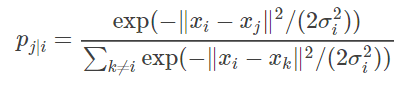 p_{j|i} = \frac{\exp(-\|x_i - x_j\|^2 / (2\sigma_i^2))}{\sum_{k \neq i} \exp(-\|x_i - x_k\|^2 / (2\sigma_i^2))}